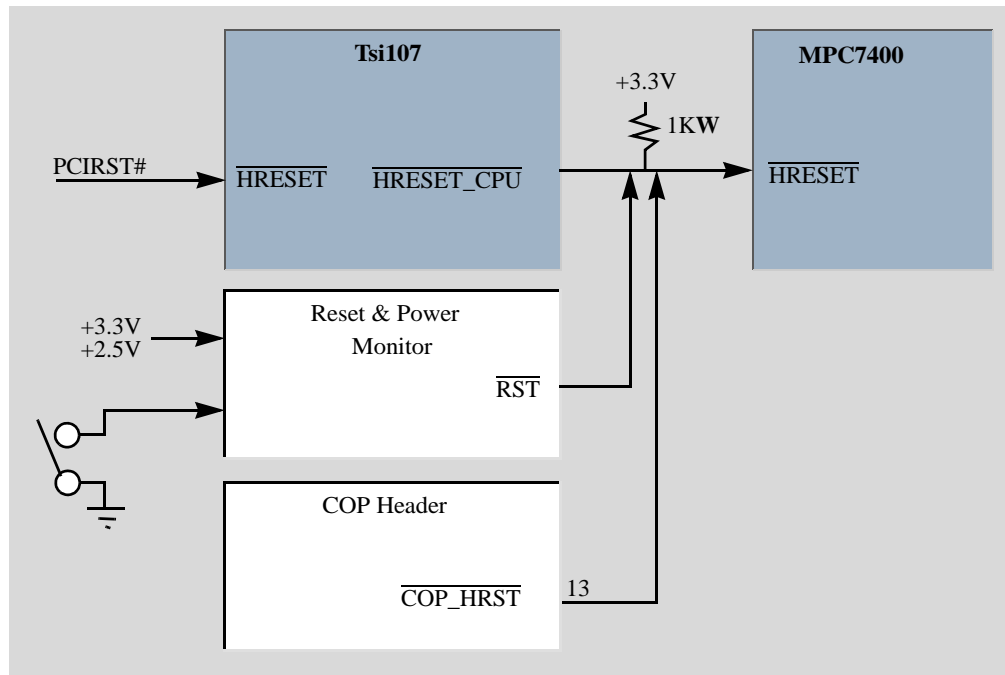 Tsi107
MPC7400
+3.3V
1KW
PCIRST#
HRESET
HRESET_CPU
HRESET
Reset & Power
Monitor
+3.3V
+2.5V
RST
COP Header
COP_HRST
13